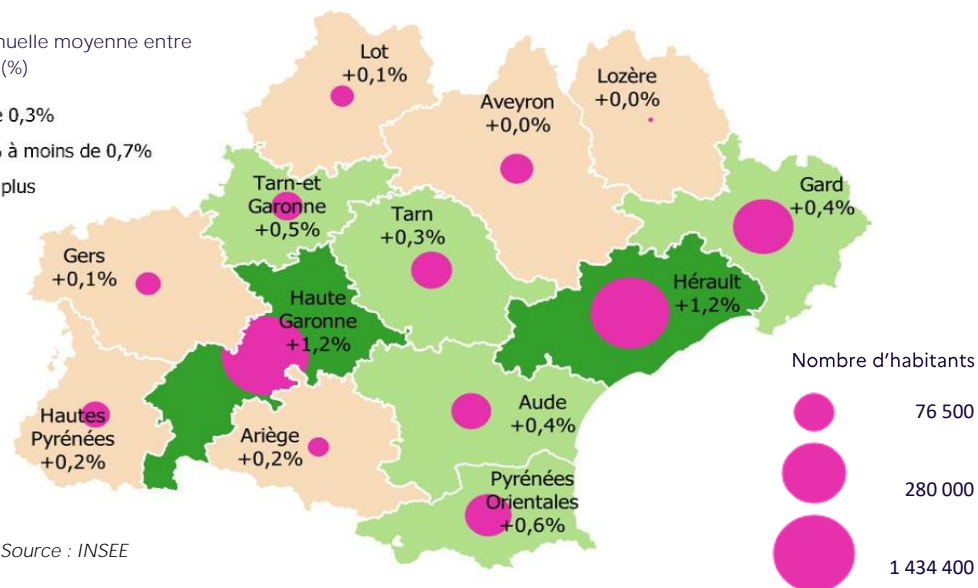 nuelle moyenne entre
(%)
e 0,3%
à moins de 0,7%
plus
Lot
+0,1%
Lozère
+0,0%
Aveyron
+0,0%
Tarn-et
Garonne
+0,5%
Tarn
+0,3%
Gard
+0,4%
Gers
+0,1%
Haute
Garonne
+1,2%
Hérault
+1,2%
Hautes
Pyrénées
+0,2%
Ariège
+0,2%
Aude
+0,4%
Pyrénées
Orientales
+0,6%
Nombre d’habitants
76 500
280 000
1 434 400
Source : INSEE